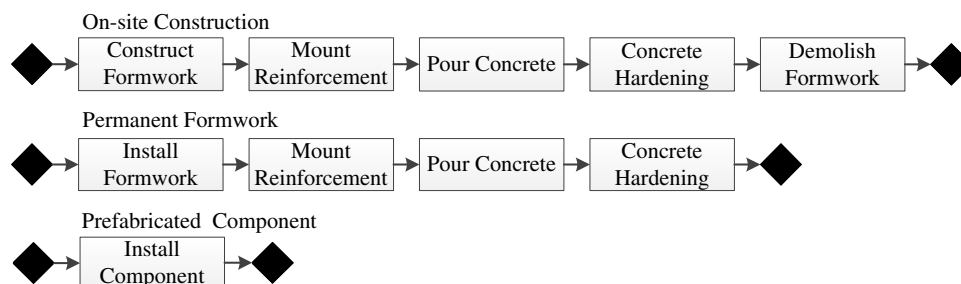 On-site Construction
Construct
Formwork
Mount
Reinforcement
Pour Concrete
Concrete
Hardening
Demolish
Formwork
Permanent Formwork
Install
Formwork
Mount
Reinforcement
Pour Concrete
Concrete
Hardening
Prefabricated Component
Install
Component